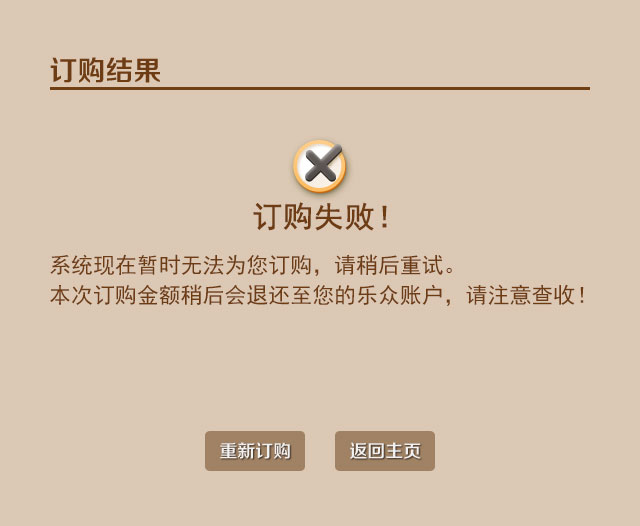 订购结果
订购失败！
系统现在暂时无法为您订购，请稍后重试。
本次订购金额稍后会退还至您的乐众账户，请注意查收！
重新订购
返回主页